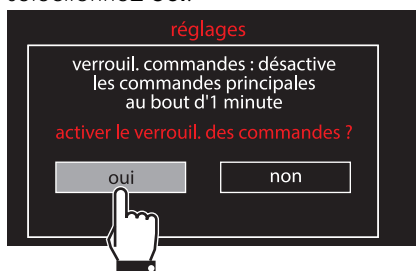 sélectionnez oui.
réglages
verrouil. commandes : désactive
les commandes principales
au bout d'1 minute
activer le verrouil. des commandes ?
oui
non